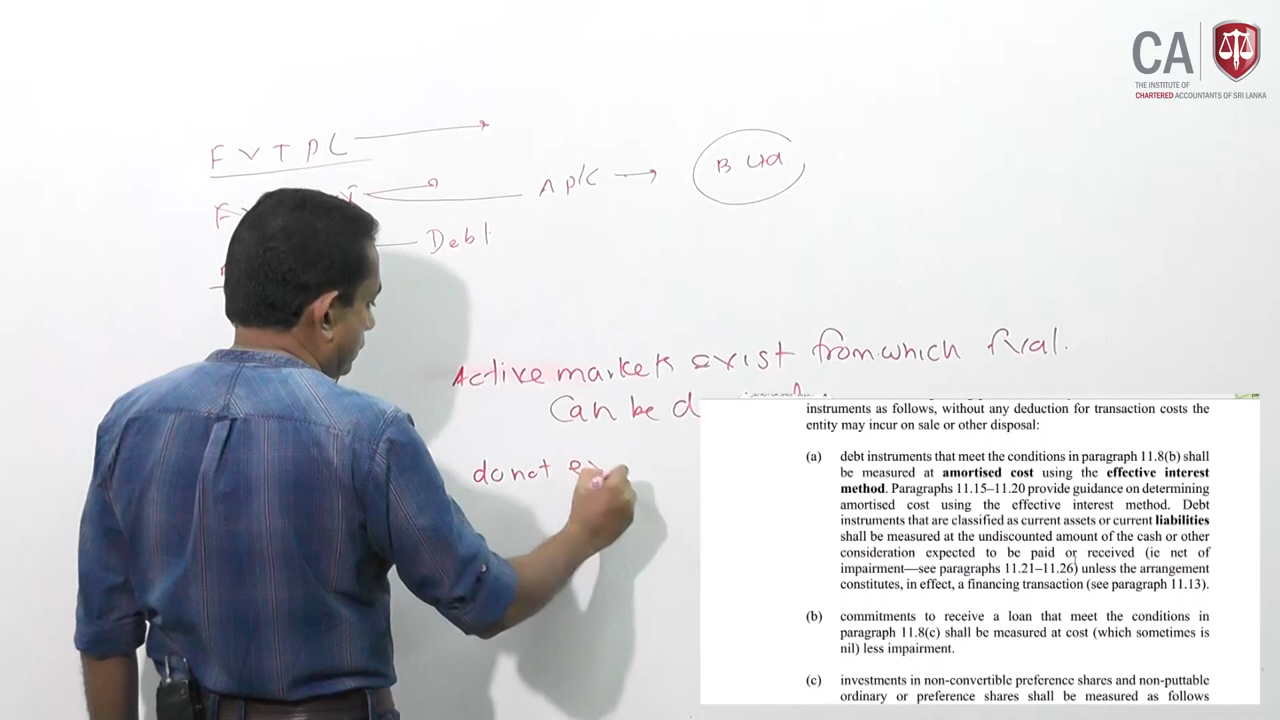 CA
THE INSTITUTE OF
CHARTERED ACCOUNTANTS OF SRI LANKA
FVTPL
A plc
B Ltd
Debt
Active markets exist from which fval.
Can be
do not
instruments as follows, without any deduction for transaction costs the
entity may incur on sale or other disposal:
(a) debt instruments that meet the conditions in paragraph 11.8(b) shall
be measured at amortised cost using the effective interest
method. Paragraphs 11.15–11.20 provide guidance on determining
amortised cost using the effective interest method. Debt
instruments that are classified as current assets or current liabilities
shall be measured at the undiscounted amount of the cash or other
consideration expected to be paid or received (ie net of
impairment—see paragraphs 11.21–11.26) unless the arrangement
constitutes, in effect, a financing transaction (see paragraph 11.13).
(b) commitments to receive a loan that meet the conditions in
paragraph 11.8(c) shall be measured at cost (which sometimes is
nil) less impairment.
(c) investments in non-convertible preference shares and non-puttable
ordinary or preference shares shall be measured as follows